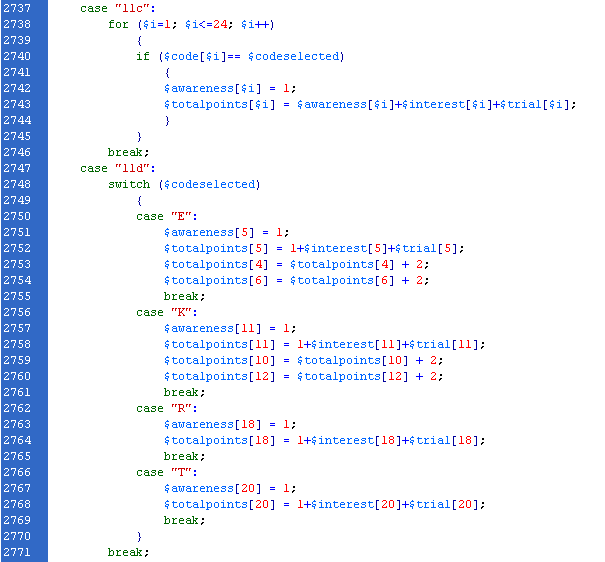 2737 case "11c":
2738 for ($i=1; $i<=24; $i++)
2739 {
2740 if ($code[$i]== $codeselected)
2741 {
2742 $awareness[$i] = 1;
2743 $totalpoints[$i] = $awareness[$i]+$interest[$i]+$trial[$i];
2744 }
2745 }
2746 break;
2747 case "11d":
2748 switch ($codeselected)
2749 {
2750 case "E":
2751 $awareness[5] = 1;
2752 $totalpoints[5] = 1+$interest[5]+$trial[5];
2753 $totalpoints[4] = $totalpoints[4] + 2;
2754 $totalpoints[6] = $totalpoints[6] + 2;
2755 break;
2756 case "K":
2757 $awareness[11] = 1;
2758 $totalpoints[11] = 1+$interest[11]+$trial[11];
2759 $totalpoints[10] = $totalpoints[10] + 2;
2760 $totalpoints[12] = $totalpoints[12] + 2;
2761 break;
2762 case "R":
2763 $awareness[18] = 1;
2764 $totalpoints[18] = 1+$interest[18]+$trial[18];
2765 break;
2766 case "T":
2767 $awareness[20] = 1;
2768 $totalpoints[20] = 1+$interest[20]+$trial[20];
2769 break;
2770 }
2771 break;